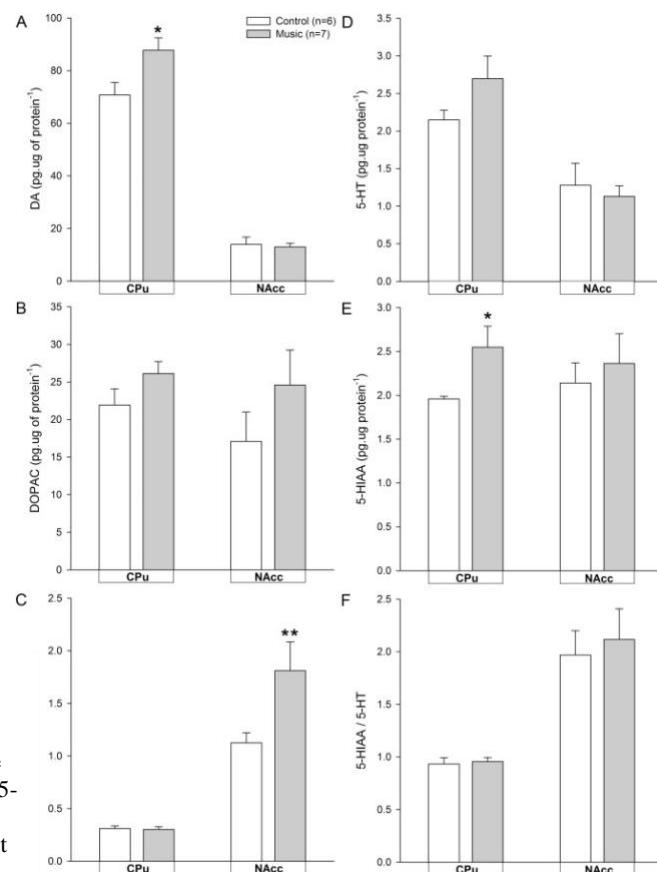 A
DA (pg.ug of protein⁻¹)
100
80
60
40
20
0
*
Control (n=6)
Music (n=7)
CPu NAcc
B
DOPAC (pg.ug of protein⁻¹)
35
30
25
20
15
10
5
0
CPu NAcc
C
2.5
2.0
1.5
1.0
0.5
0.0
**
CPu NAcc
5-
t
D
5-HT (pg.ug protein⁻¹)
3.5
3.0
2.5
2.0
1.5
1.0
0.5
0.0
CPu NAcc
E
5-HIAA (pg.ug protein⁻¹)
3.0
2.5
2.0
1.5
1.0
0.5
0.0
*
CPu NAcc
F
5-HIAA / 5-HT
2.5
2.0
1.5
1.0
0.5
0.0
CPu NAcc